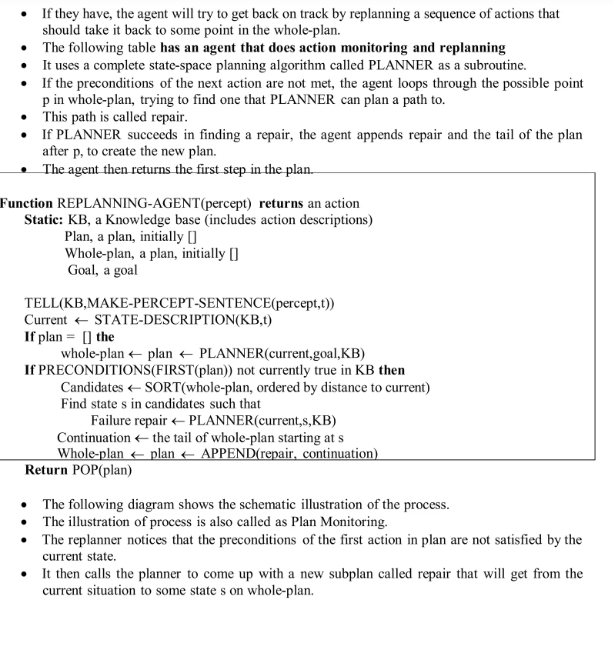 • If they have, the agent will try to get back on track by replanning a sequence of actions that
should take it back to some point in the whole-plan.
• The following table has an agent that does action monitoring and replanning
• It uses a complete state-space planning algorithm called PLANNER as a subroutine.
• If the preconditions of the next action are not met, the agent loops through the possible point
p in whole-plan, trying to find one that PLANNER can plan a path to.
• This path is called repair.
• If PLANNER succeeds in finding a repair, the agent appends repair and the tail of the plan
after p, to create the new plan.
• The agent then returns the first step in the plan.
Function REPLANNING-AGENT(percept) returns an action
Static: KB, a Knowledge base (includes action descriptions)
Plan, a plan, initially []
Whole-plan, a plan, initially []
Goal, a goal
TELL(KB,MAKE-PERCEPT-SENTENCE(percept,t))
Current ← STATE-DESCRIPTION(KB,t)
If plan = [] the
whole-plan ← plan ← PLANNER(current,goal,KB)
If PRECONDITIONS(FIRST(plan)) not currently true in KB then
Candidates ← SORT(whole-plan, ordered by distance to current)
Find state s in candidates such that
Failure repair ← PLANNER(current,s,KB)
Continuation ← the tail of whole-plan starting at s
Whole-plan ← plan ← APPEND(repair, continuation)
Return POP(plan)
• The following diagram shows the schematic illustration of the process.
• The illustration of process is also called as Plan Monitoring.
• The replanner notices that the preconditions of the first action in plan are not satisfied by the
current state.
• It then calls the planner to come up with a new subplan called repair that will get from the
current situation to some state s on whole-plan.